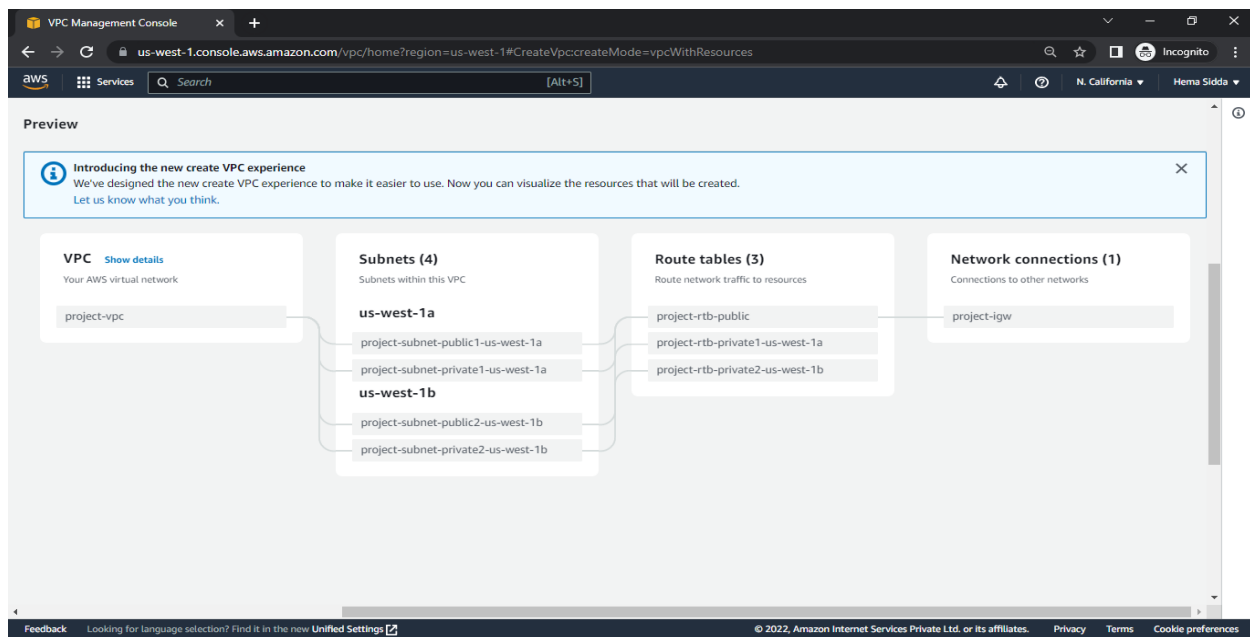 VPC Management Console
us-west-1.console.aws.amazon.com/vpc/home?region=us-west-1#CreateVpc:createMode=vpcWithResources
Incognito
aws
Services
Search
[Alt+S]
N. California
Hema Sidda
Preview
Introducing the new create VPC experience
We've designed the new create VPC experience to make it easier to use. Now you can visualize the resources that will be created.
Let us know what you think.
VPC Show details
Your AWS virtual network
project-vpc
Subnets (4)
Subnets within this VPC
us-west-1a
project-subnet-public1-us-west-1a
project-subnet-private1-us-west-1a
us-west-1b
project-subnet-public2-us-west-1b
project-subnet-private2-us-west-1b
Route tables (3)
Route network traffic to resources
project-rtb-public
project-rtb-private1-us-west-1a
project-rtb-private2-us-west-1b
Network connections (1)
Connections to other networks
project-igw
Feedback
Looking for language selection? Find it in the new Unified Settings
© 2022, Amazon Internet Services Private Ltd. or its affiliates.
Privacy
Terms
Cookie preferences